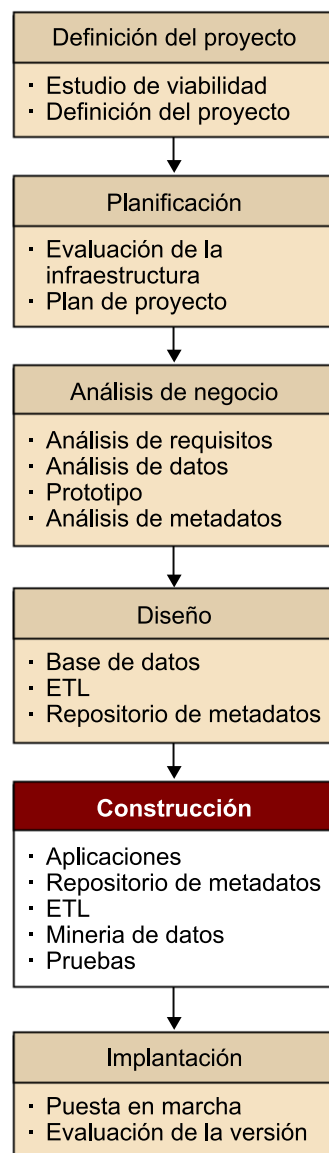 Definición del proyecto
· Estudio de viabilidad
· Definición del proyecto
Planificación
· Evaluación de la
infraestructura
· Plan de proyecto
Análisis de negocio
· Análisis de requisitos
· Análisis de datos
· Prototipo
· Análisis de metadatos
Diseño
· Base de datos
· ETL
· Repositorio de metadatos
Construcción
· Aplicaciones
· Repositorio de metadatos
· ETL
· Mineria de datos
· Pruebas
Implantación
· Puesta en marcha
· Evaluación de la versión